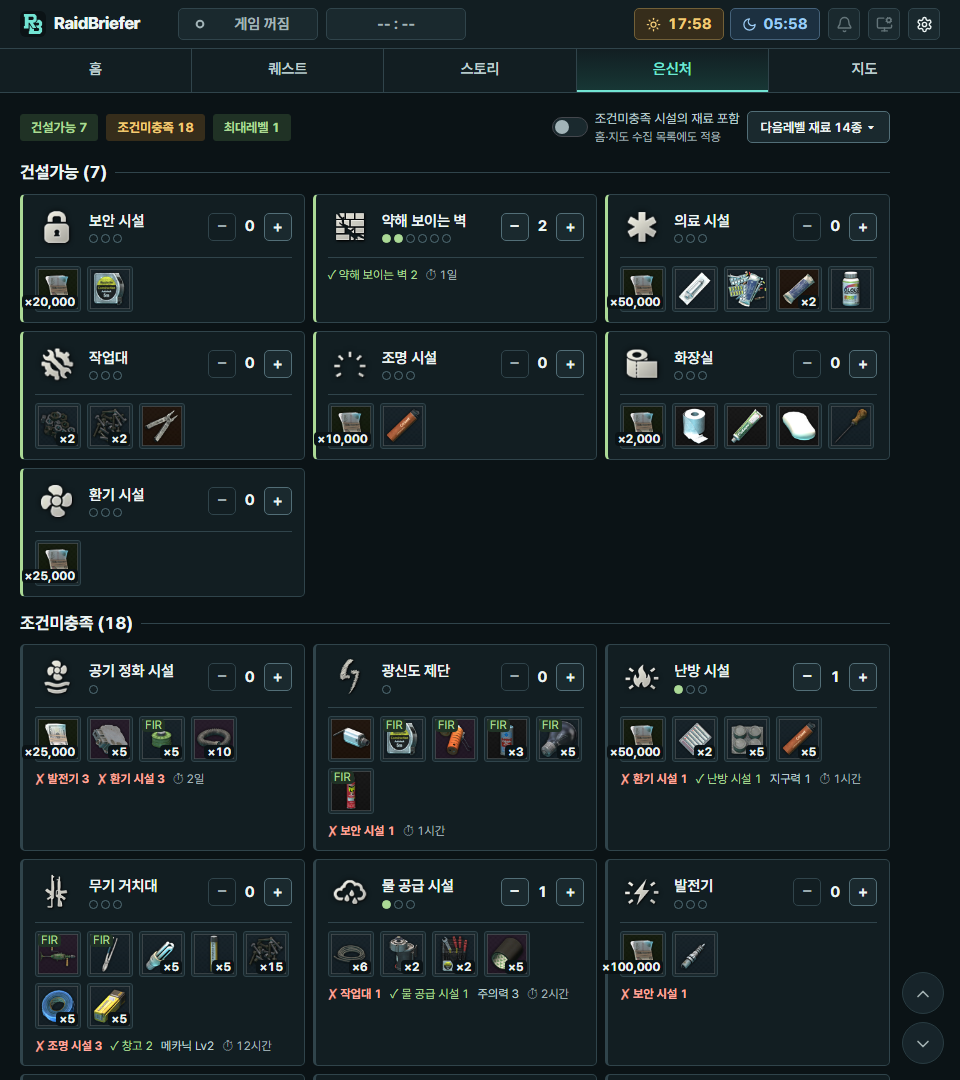 RaidBriefer
게임 꺼짐
-- : --
17:58
05:58
홈
퀘스트
스토리
은신처
지도
건설가능 7
조건미충족 18
최대레벨 1
조건미충족 시설의 재료 포함
홈·지도 수집 목록에도 적용
다음레벨 재료 14종
건설가능 (7)
보안 시설
− 0 +
×20,000
약해 보이는 벽
− 2 +
✓ 약해 보이는 벽 2 ⏱ 1일
의료 시설
− 0 +
×50,000
×2
작업대
− 0 +
×2
×2
조명 시설
− 0 +
×10,000
화장실
− 0 +
×2,000
환기 시설
− 0 +
×25,000
조건미충족 (18)
공기 정화 시설
− 0 +
×25,000
×5
FIR ×5
×10
✗ 발전기 3 ✗ 환기 시설 3 ⏱ 2일
광신도 제단
− 0 +
FIR
FIR
FIR ×3
FIR ×5
FIR
✗ 보안 시설 1 ⏱ 1시간
난방 시설
− 1 +
×50,000
×2
×5
×5
✗ 환기 시설 1 ✓ 난방 시설 1 지구력 1 ⏱ 1시간
무기 거치대
− 0 +
FIR
FIR
×5
×5
×15
×5
×5
✗ 조명 시설 3 ✓ 창고 2 메카닉 Lv2 ⏱ 12시간
물 공급 시설
− 1 +
×6
×2
×2
×5
✗ 작업대 1 ✓ 물 공급 시설 1 주의력 3 ⏱ 2시간
발전기
− 0 +
×100,000
✗ 보안 시설 1